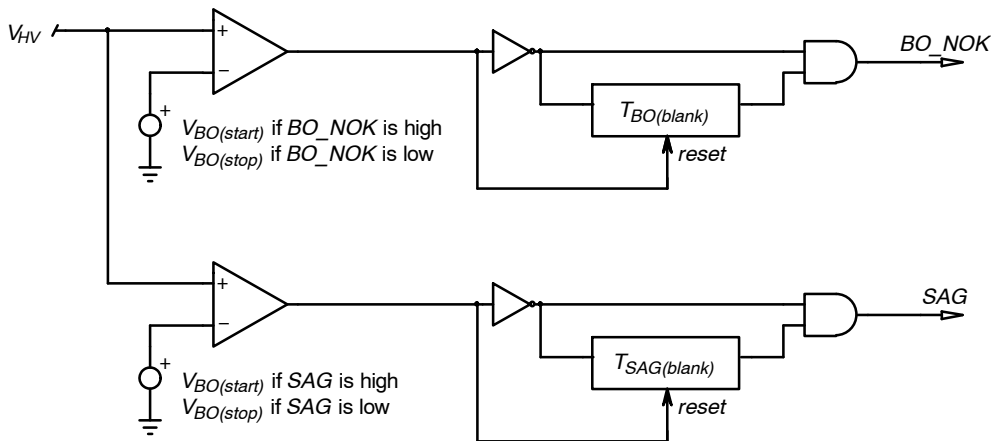 V_HV
+
−
+
V_BO(start) if BO_NOK is high
V_BO(stop) if BO_NOK is low
T_BO(blank)
reset
BO_NOK
+
−
+
V_BO(start) if SAG is high
V_BO(stop) if SAG is low
T_SAG(blank)
reset
SAG